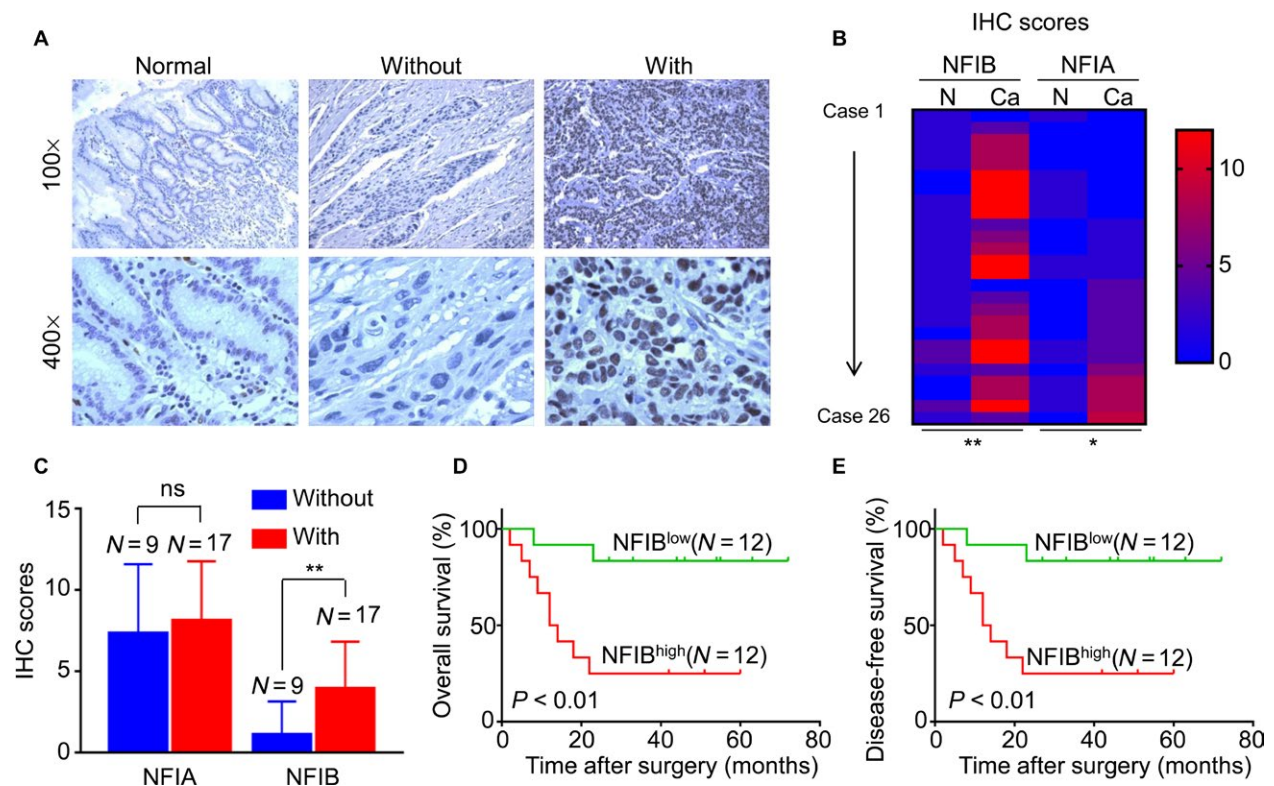 A
Normal
Without
With
100×
400×
B
IHC scores
NFIB
NFIA
N
Ca
N
Ca
Case 1
Case 26
**
*
10
5
0
C
ns
Without
With
N = 9
N = 17
**
N = 17
N = 9
15
10
5
0
IHC scores
NFIA
NFIB
D
Overall survival (%)
100
50
0
NFIBlow(N = 12)
NFIBhigh(N = 12)
P < 0.01
0
20
40
60
80
Time after surgery (months)
E
Disease-free survival (%)
100
50
0
NFIBlow(N = 12)
NFIBhigh(N = 12)
P < 0.01
0
20
40
60
80
Time after surgery (months)